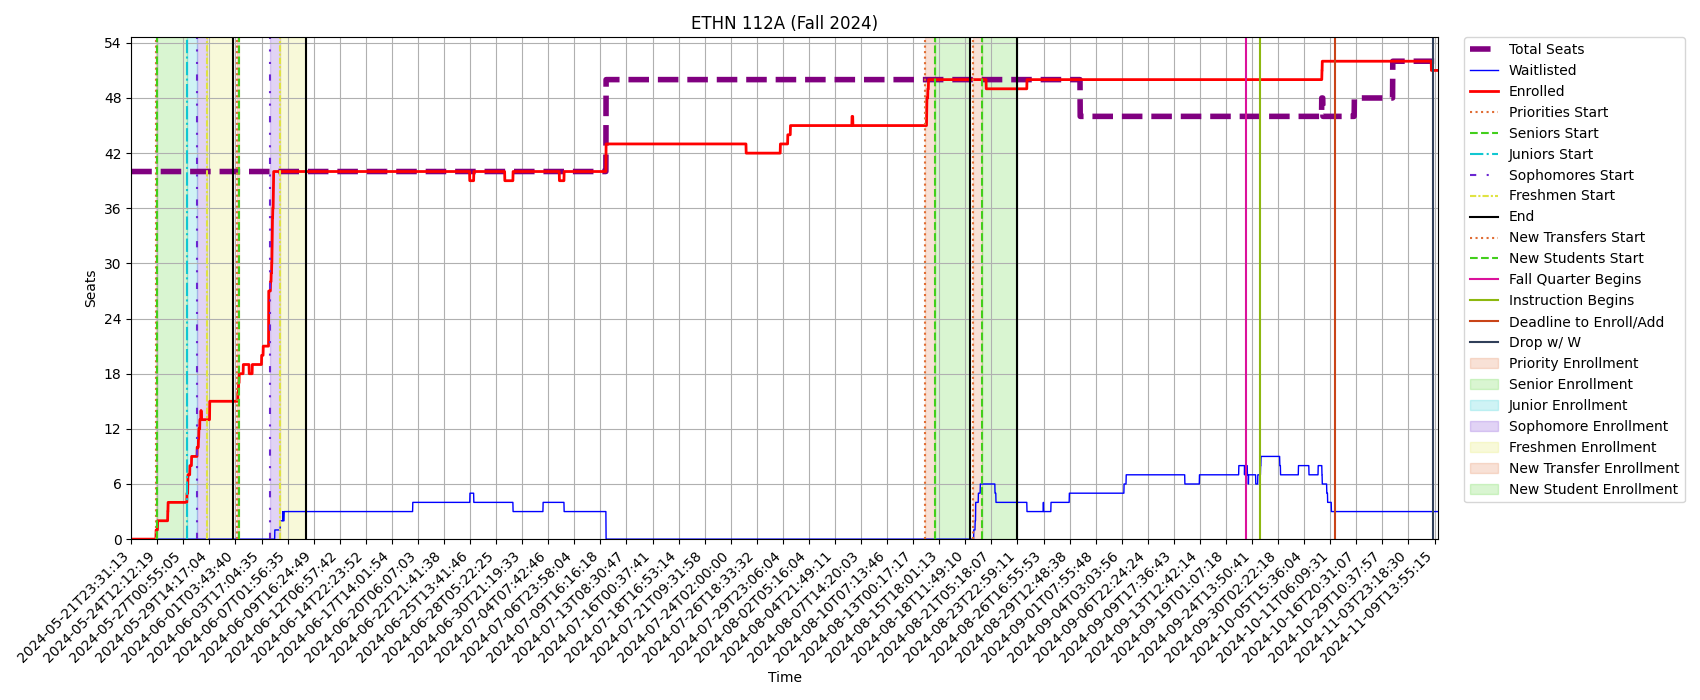 ETHN 112A (Fall 2024)
54
48
42
36
30
24
18
12
6
0
Seats
2024-05-21T23:31:13
2024-05-24T12:12:19
2024-05-27T00:55:05
2024-05-29T14:17:04
2024-06-01T03:43:40
2024-06-03T17:04:35
2024-06-07T01:56:35
2024-06-09T16:24:49
2024-06-12T06:57:42
2024-06-14T22:23:52
2024-06-17T14:01:54
2024-06-20T06:07:03
2024-06-22T21:41:38
2024-06-25T13:41:46
2024-06-28T05:22:25
2024-06-30T21:19:33
2024-07-04T07:42:46
2024-07-06T23:58:04
2024-07-09T16:16:18
2024-07-13T08:30:47
2024-07-16T00:37:41
2024-07-18T16:53:14
2024-07-21T09:31:58
2024-07-24T02:00:00
2024-07-26T18:33:32
2024-07-29T23:06:04
2024-08-02T05:16:04
2024-08-04T21:49:11
2024-08-07T14:20:03
2024-08-10T07:13:46
2024-08-13T00:17:17
2024-08-15T18:01:13
2024-08-18T11:49:10
2024-08-21T05:18:07
2024-08-23T22:59:11
2024-08-26T16:55:53
2024-08-29T12:48:38
2024-09-01T07:55:48
2024-09-04T03:03:56
2024-09-06T22:24:24
2024-09-09T17:36:43
2024-09-13T12:42:14
2024-09-19T01:07:18
2024-09-24T13:50:41
2024-09-30T02:22:18
2024-10-05T15:36:04
2024-10-11T06:09:31
2024-10-16T20:31:07
2024-10-29T10:37:57
2024-11-03T23:18:30
2024-11-09T13:55:15
Time
Total Seats
Waitlisted
Enrolled
Priorities Start
Seniors Start
Juniors Start
Sophomores Start
Freshmen Start
End
New Transfers Start
New Students Start
Fall Quarter Begins
Instruction Begins
Deadline to Enroll/Add
Drop w/ W
Priority Enrollment
Senior Enrollment
Junior Enrollment
Sophomore Enrollment
Freshmen Enrollment
New Transfer Enrollment
New Student Enrollment